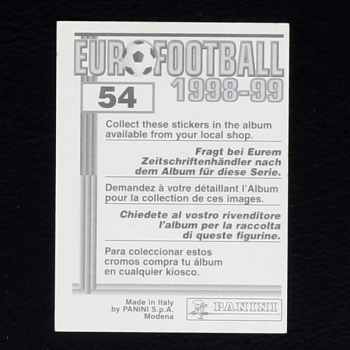 EUROFOOTBALL
1998-99
54
Collect these stickers in the album
available from your local shop.
Fragt bei Eurem
Zeitschriftenhändler nach
dem Album für diese Serie.
Demandez à votre détaillant l'Album
pour la collection de ces images.
Chiedete al vostro rivenditore
l'album per la raccolta
di queste figurine.
Para coleccionar estos
cromos compra tu álbum
en cualquier kiosco.
Made in Italy
by PANINI S.p.A.
Modena
PANINI